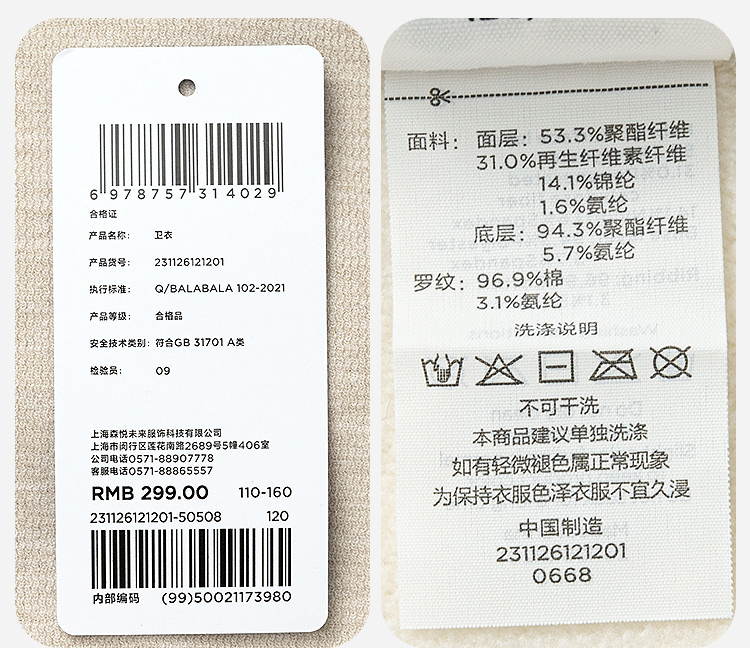 6 978757 314029
合格证
产品名称： 卫衣
产品货号： 231126121201
执行标准： Q/BALABALA 102-2021
产品等级： 合格品
安全技术类别：符合GB 31701 A类
检验员： 09
上海森悦未来服饰科技有限公司
上海市闵行区莲花南路2689号5幢406室
公司电话0571-88907778
客服电话0571-88865557
RMB 299.00 110-160
231126121201-50508 120
内部编码 (99)50021173980
面料：面层：53.3%聚酯纤维
31.0%再生纤维素纤维
14.1%锦纶
1.6%氨纶
底层：94.3%聚酯纤维
5.7%氨纶
罗纹：96.9%棉
3.1%氨纶
洗涤说明
不可干洗
本商品建议单独洗涤
如有轻微褪色属正常现象
为保持衣服色泽衣服不宜久浸
中国制造
231126121201
0668